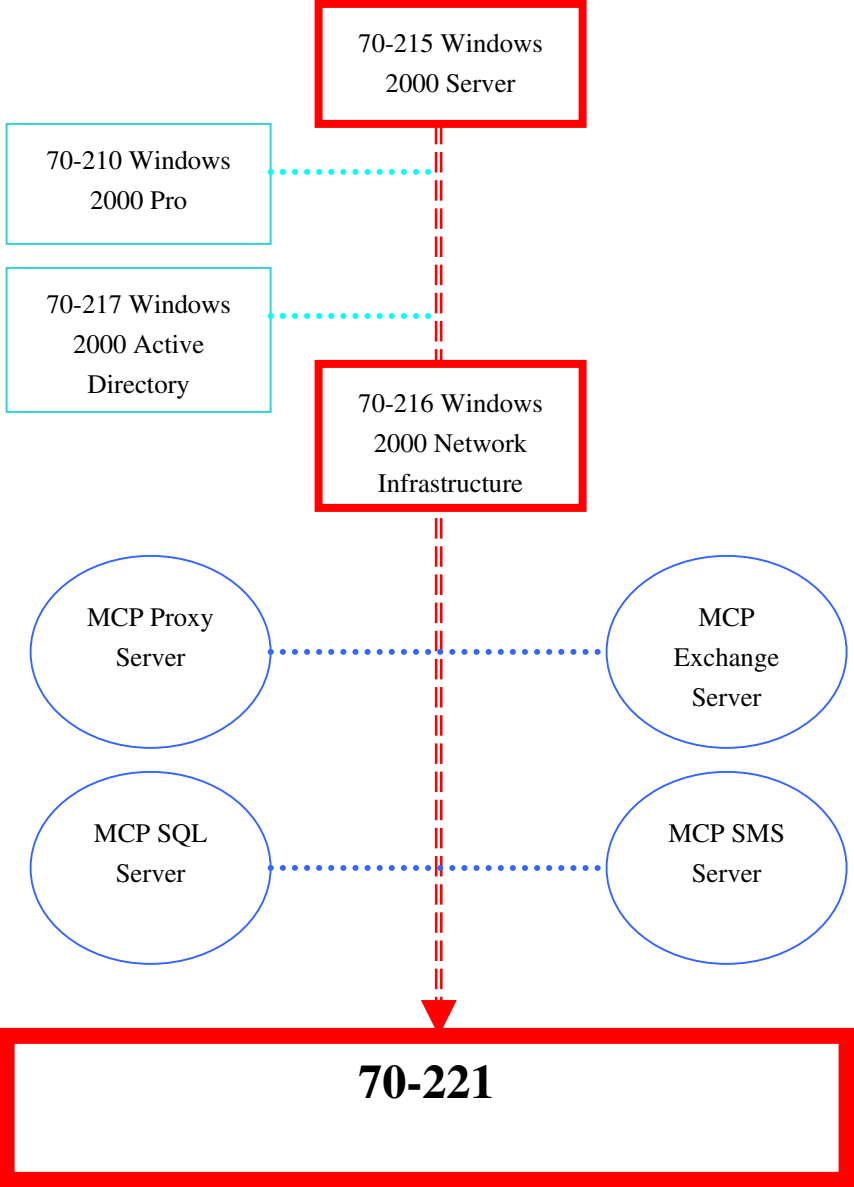 70-215 Windows
2000 Server
70-210 Windows
2000 Pro
70-217 Windows
2000 Active
Directory
70-216 Windows
2000 Network
Infrastructure
MCP Proxy
Server
MCP
Exchange
Server
MCP SQL
Server
MCP SMS
Server
70-221